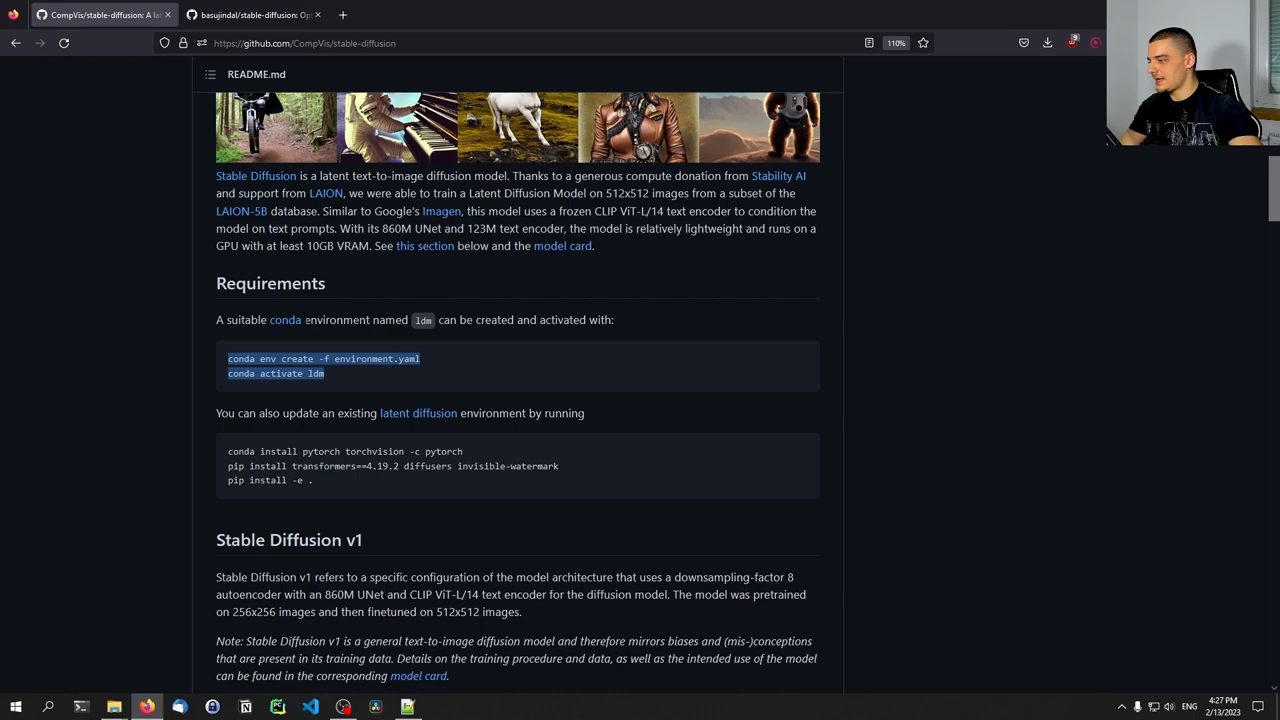 CompVis/stable-diffusion: A lat
basujindal/stable-diffusion: Opt
https://github.com/CompVis/stable-diffusion
110%
9
README.md
Stable Diffusion is a latent text-to-image diffusion model. Thanks to a generous compute donation from Stability AI
and support from LAION, we were able to train a Latent Diffusion Model on 512x512 images from a subset of the
LAION-5B database. Similar to Google's Imagen, this model uses a frozen CLIP ViT-L/14 text encoder to condition the
model on text prompts. With its 860M UNet and 123M text encoder, the model is relatively lightweight and runs on a
GPU with at least 10GB VRAM. See this section below and the model card.
Requirements
A suitable conda environment named ldm can be created and activated with:
conda env create -f environment.yaml
conda activate ldm
You can also update an existing latent diffusion environment by running
conda install pytorch torchvision -c pytorch
pip install transformers==4.19.2 diffusers invisible-watermark
pip install -e .
Stable Diffusion v1
Stable Diffusion v1 refers to a specific configuration of the model architecture that uses a downsampling-factor 8
autoencoder with an 860M UNet and CLIP ViT-L/14 text encoder for the diffusion model. The model was pretrained
on 256x256 images and then finetuned on 512x512 images.
Note: Stable Diffusion v1 is a general text-to-image diffusion model and therefore mirrors biases and (mis-)conceptions
that are present in its training data. Details on the training procedure and data, as well as the intended use of the model
can be found in the corresponding model card.
ENG
4:27 PM
2/13/2023